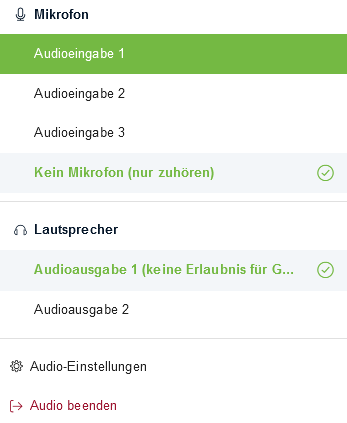 Mikrofon
Audioeingabe 1
Audioeingabe 2
Audioeingabe 3
Kein Mikrofon (nur zuhören)
Lautsprecher
Audioausgabe 1 (keine Erlaubnis für G...
Audioausgabe 2
Audio-Einstellungen
Audio beenden